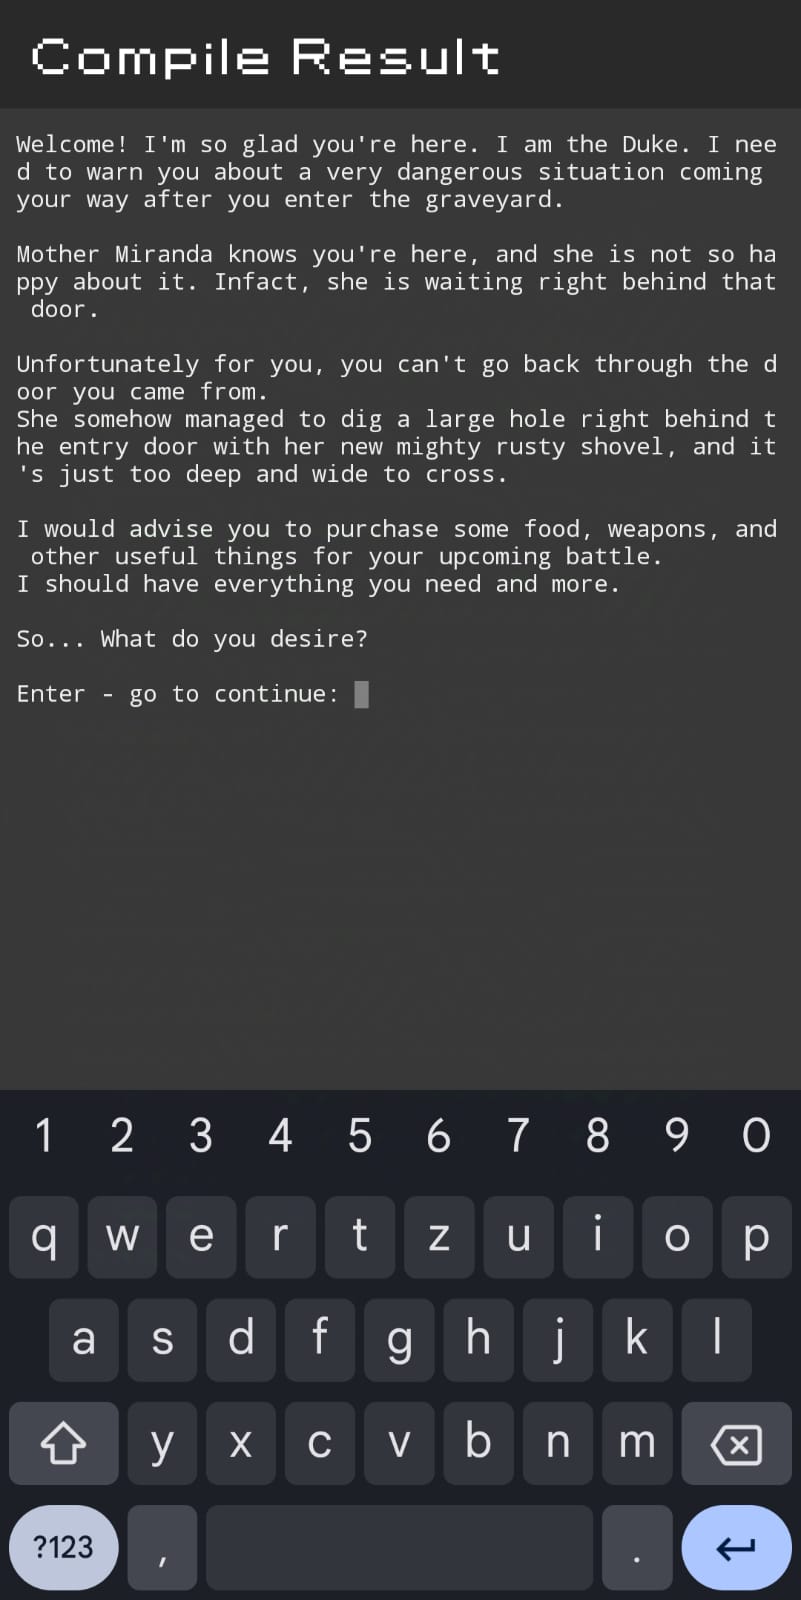 Compile Result
Welcome! I'm so glad you're here. I am the Duke. I nee
d to warn you about a very dangerous situation coming
your way after you enter the graveyard.
Mother Miranda knows you're here, and she is not so ha
ppy about it. Infact, she is waiting right behind that
door.
Unfortunately for you, you can't go back through the d
oor you came from.
She somehow managed to dig a large hole right behind t
he entry door with her new mighty rusty shovel, and it
's just too deep and wide to cross.
I would advise you to purchase some food, weapons, and
other useful things for your upcoming battle.
I should have everything you need and more.
So... What do you desire?
Enter - go to continue:
1 2 3 4 5 6 7 8 9 0
q w e r t z u i o p
a s d f g h j k l
y x c v b n m
?123 , .